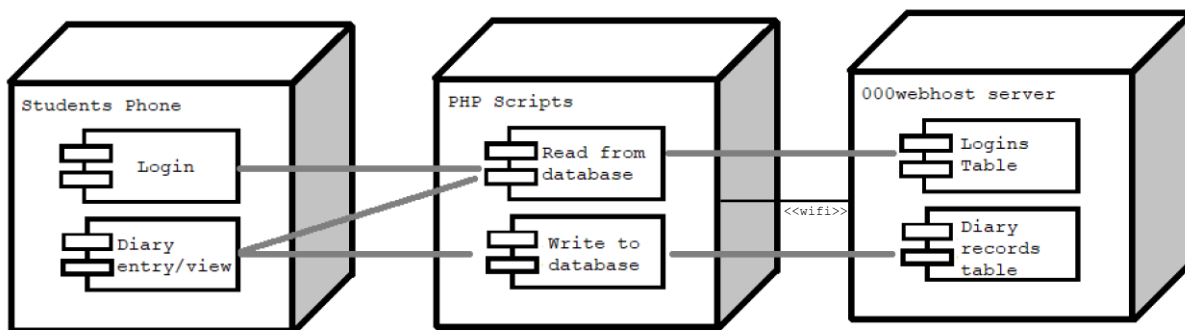 Students Phone
Login
Diary
entry/view
PHP Scripts
Read from
database
Write to
database
<<wifi>>
000webhost server
Logins
Table
Diary
records
table